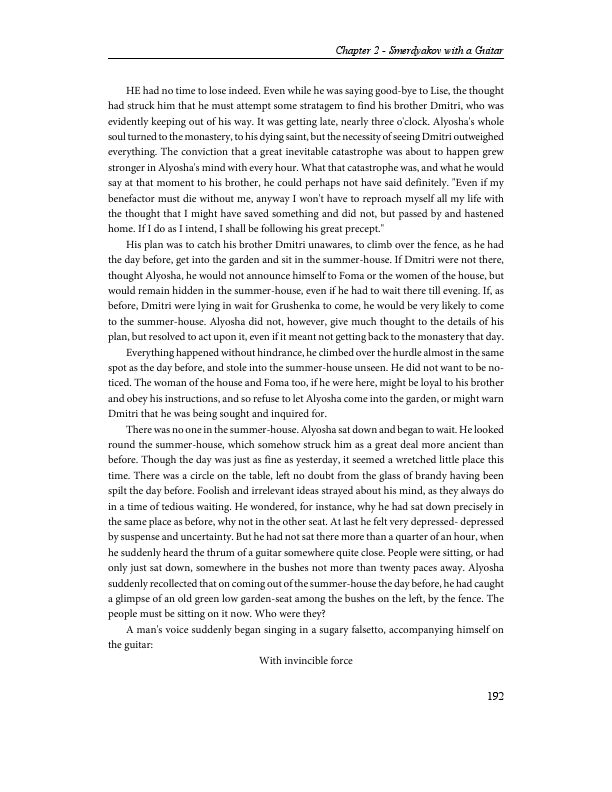 Chapter 2 - Smerdyakov with a Guitar
HE had no time to lose indeed. Even while he was saying good-bye to Lise, the thought
had struck him that he must attempt some stratagem to find his brother Dmitri, who was
evidently keeping out of his way. It was getting late, nearly three o'clock. Alyosha's whole
soul turned to the monastery, to his dying saint, but the necessity of seeing Dmitri outweighed
everything. The conviction that a great inevitable catastrophe was about to happen grew
stronger in Alyosha's mind with every hour. What that catastrophe was, and what he would
say at that moment to his brother, he could perhaps not have said definitely. "Even if my
benefactor must die without me, anyway I won't have to reproach myself all my life with
the thought that I might have saved something and did not, but passed by and hastened
home. If I do as I intend, I shall be following his great precept."
His plan was to catch his brother Dmitri unawares, to climb over the fence, as he had
the day before, get into the garden and sit in the summer-house. If Dmitri were not there,
thought Alyosha, he would not announce himself to Foma or the women of the house, but
would remain hidden in the summer-house, even if he had to wait there till evening. If, as
before, Dmitri were lying in wait for Grushenka to come, he would be very likely to come
to the summer-house. Alyosha did not, however, give much thought to the details of his
plan, but resolved to act upon it, even if it meant not getting back to the monastery that day.
Everything happened without hindrance, he climbed over the hurdle almost in the same
spot as the day before, and stole into the summer-house unseen. He did not want to be no-
ticed. The woman of the house and Foma too, if he were here, might be loyal to his brother
and obey his instructions, and so refuse to let Alyosha come into the garden, or might warn
Dmitri that he was being sought and inquired for.
There was no one in the summer-house. Alyosha sat down and began to wait. He looked
round the summer-house, which somehow struck him as a great deal more ancient than
before. Though the day was just as fine as yesterday, it seemed a wretched little place this
time. There was a circle on the table, left no doubt from the glass of brandy having been
spilt the day before. Foolish and irrelevant ideas strayed about his mind, as they always do
in a time of tedious waiting. He wondered, for instance, why he had sat down precisely in
the same place as before, why not in the other seat. At last he felt very depressed- depressed
by suspense and uncertainty. But he had not sat there more than a quarter of an hour, when
he suddenly heard the thrum of a guitar somewhere quite close. People were sitting, or had
only just sat down, somewhere in the bushes not more than twenty paces away. Alyosha
suddenly recollected that on coming out of the summer-house the day before, he had caught
a glimpse of an old green low garden-seat among the bushes on the left, by the fence. The
people must be sitting on it now. Who were they?
A man's voice suddenly began singing in a sugary falsetto, accompanying himself on
the guitar:
With invincible force
192